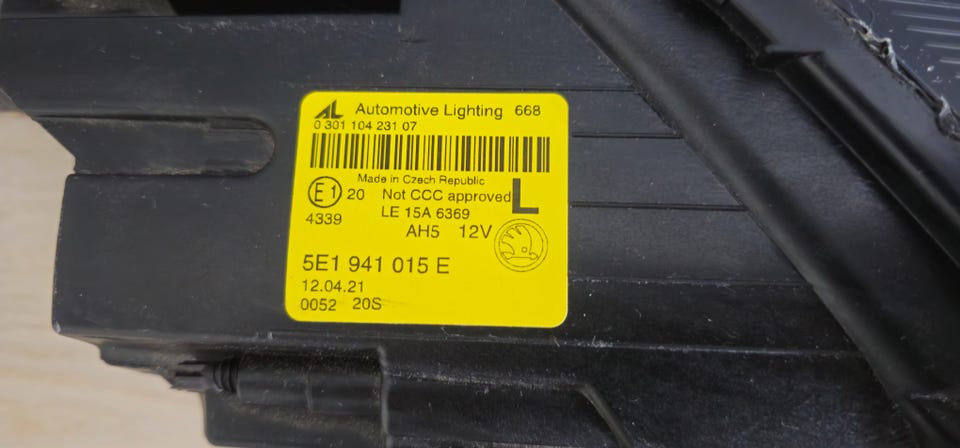 AL Automotive Lighting 668
0 301 104 231 07
Made in Czech Republic
E1 20 Not CCC approved L
4339 LE 15A 6369
AH5 12V
5E1 941 015 E
12.04.21
0052 20S